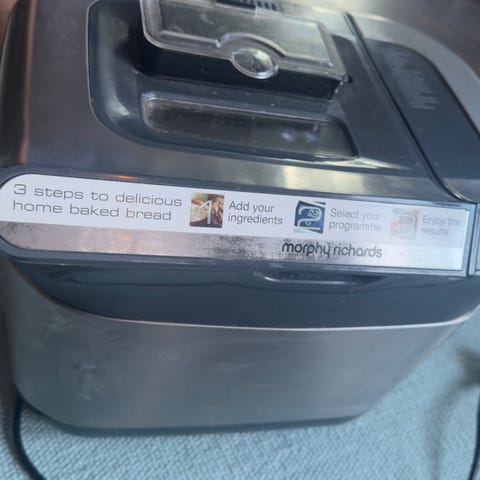 3 steps to delicious
home baked bread
Add your
ingredients
Select your
programme
Enjoy the
results
morphy richards